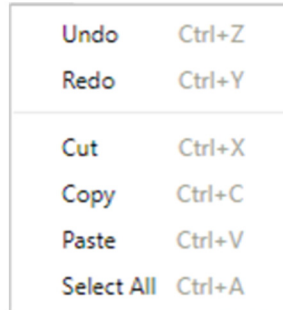 Undo Ctrl+Z
Redo Ctrl+Y
Cut Ctrl+X
Copy Ctrl+C
Paste Ctrl+V
Select All Ctrl+A